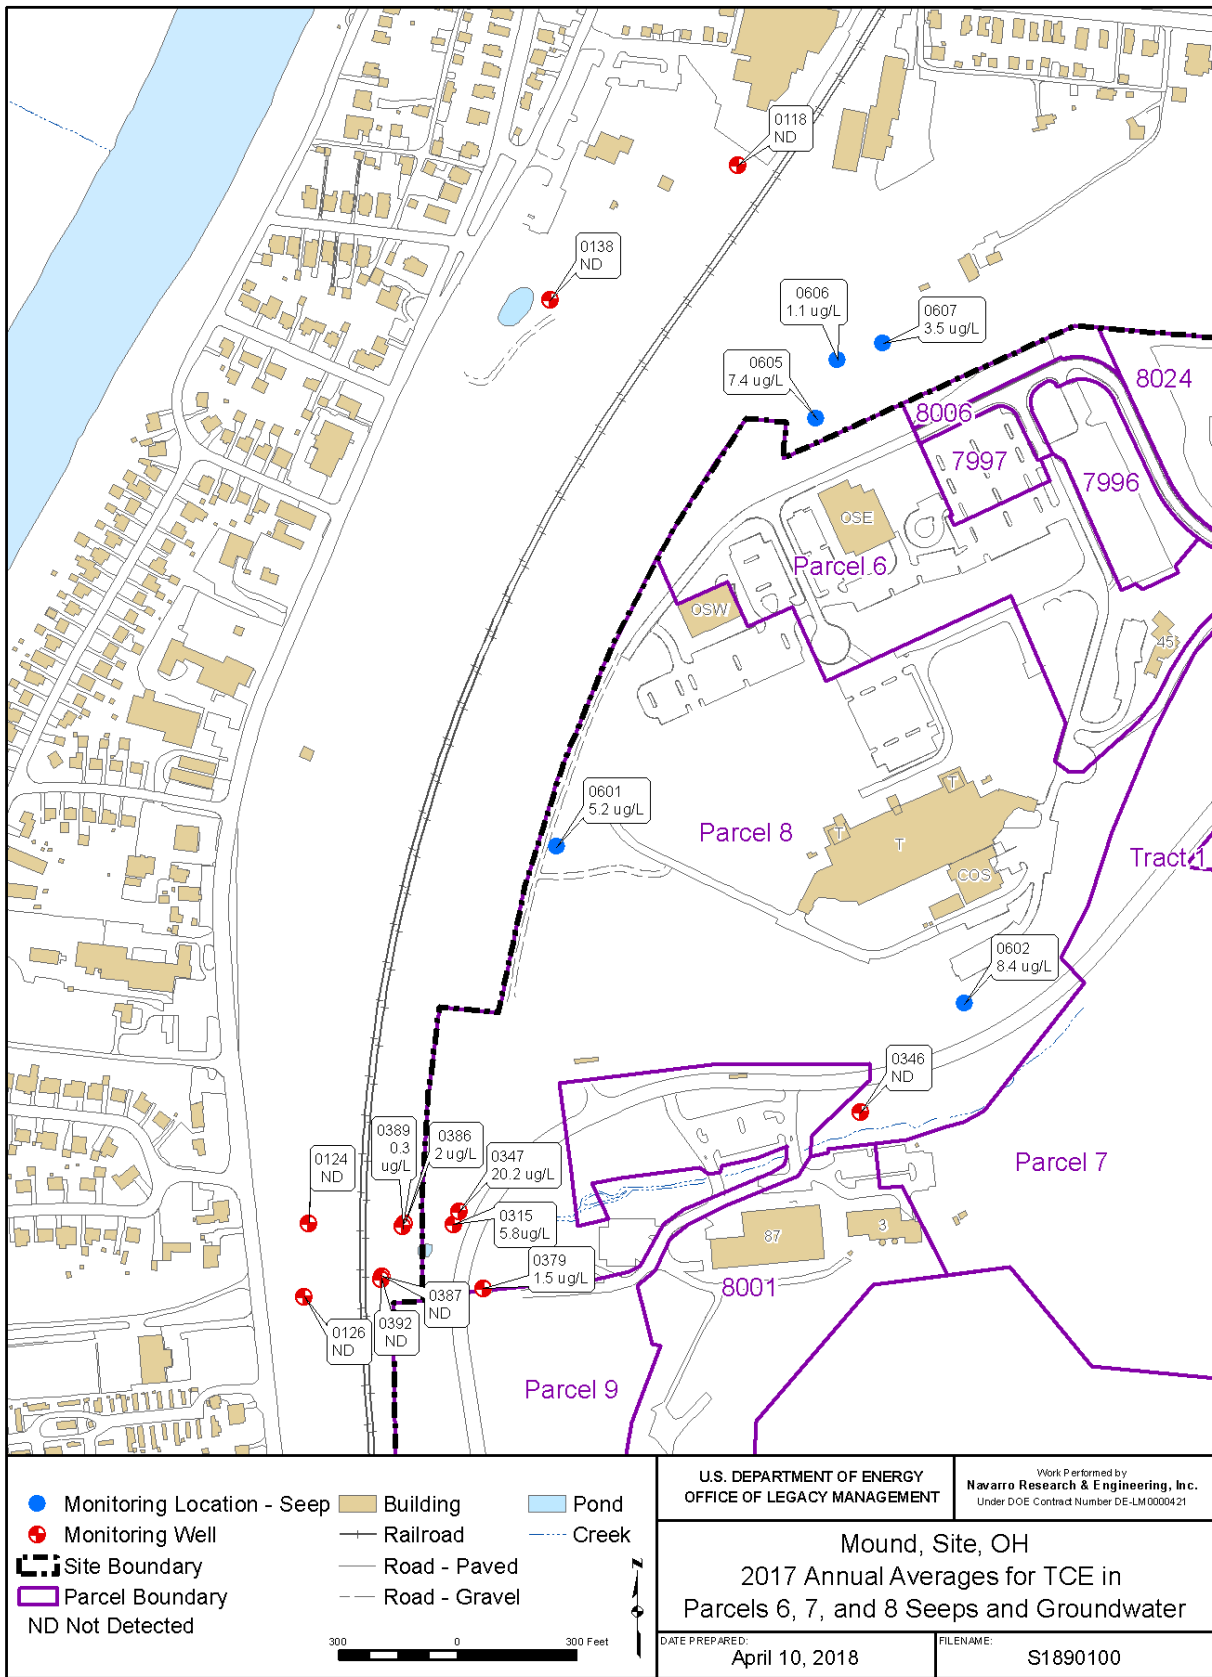 0118
ND
0138
ND
0606
1.1 ug/L
0607
3.5 ug/L
0605
7.4 ug/L
8024
8006
7997
7996
OSE
Parcel 6
OSW
45
0601
5.2 ug/L
T
Parcel 8
T
T
COS
Tract 1
0602
8.4 ug/L
0346
ND
0389
0.3
ug/L
0386
2 ug/L
0347
20.2 ug/L
0124
ND
0315
5.8ug/L
Parcel 7
87
3
0379
1.5 ug/L
8001
0387
ND
0392
ND
0126
ND
Parcel 9
Monitoring Location - Seep
Monitoring Well
Site Boundary
Parcel Boundary
ND Not Detected
Building
Railroad
Road - Paved
Road - Gravel
Pond
Creek
N
300 0 300 Feet
U.S. DEPARTMENT OF ENERGY
OFFICE OF LEGACY MANAGEMENT
Work Performed by
Navarro Research & Engineering, Inc.
Under DOE Contract Number DE-LM0000421
Mound, Site, OH
2017 Annual Averages for TCE in
Parcels 6, 7, and 8 Seeps and Groundwater
DATE PREPARED:
April 10, 2018
FILENAME:
S1890100